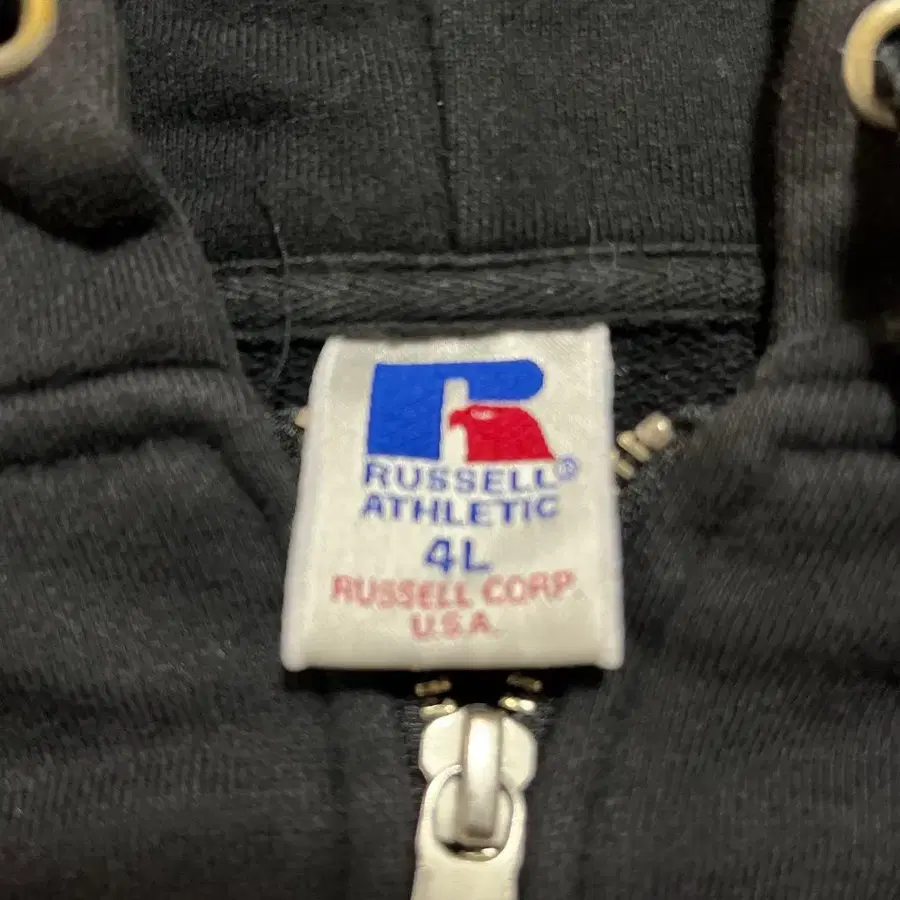 RUSSELL®
ATHLETIC
4L
RUSSELL CORP.
U.S.A.